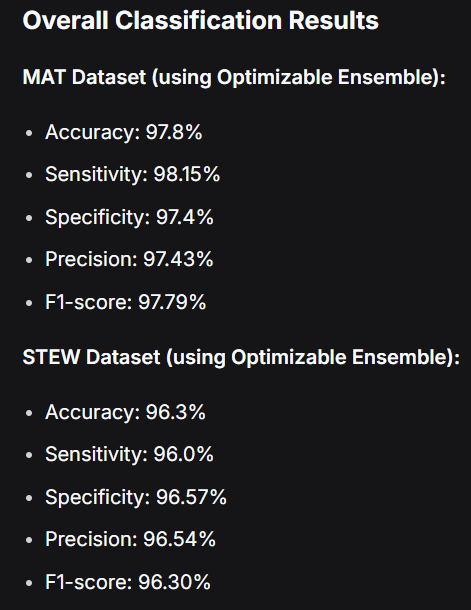 Overall Classification Results
MAT Dataset (using Optimizable Ensemble):
• Accuracy: 97.8%
• Sensitivity: 98.15%
• Specificity: 97.4%
• Precision: 97.43%
• F1-score: 97.79%
STEW Dataset (using Optimizable Ensemble):
• Accuracy: 96.3%
• Sensitivity: 96.0%
• Specificity: 96.57%
• Precision: 96.54%
• F1-score: 96.30%